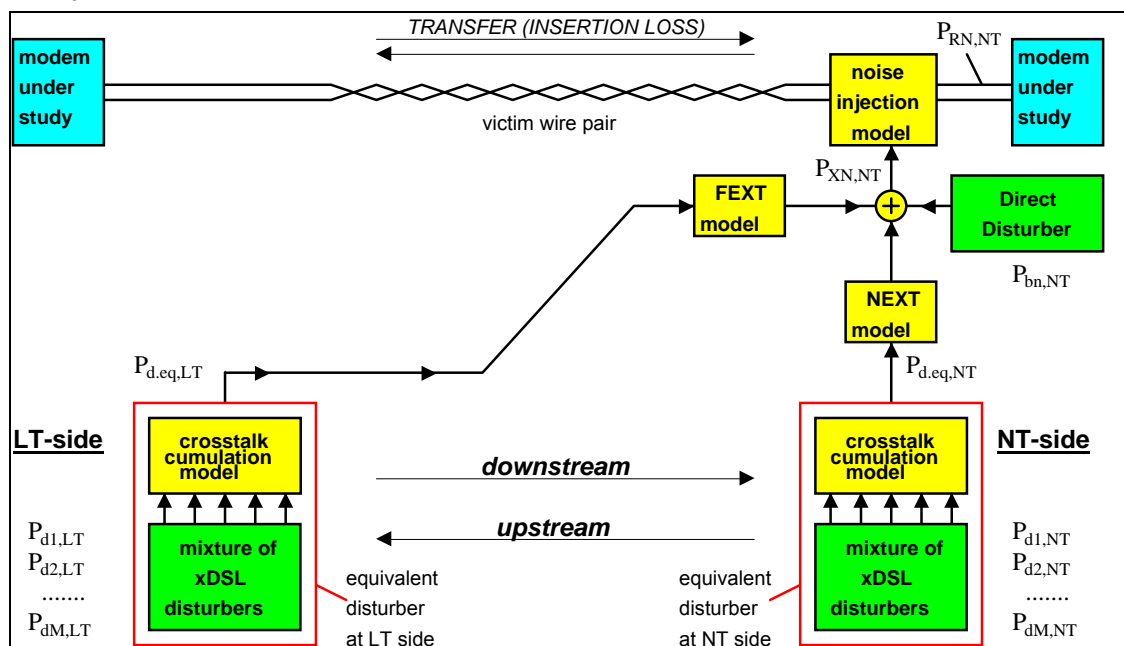 TRANSFER (INSERTION LOSS)
modem
under
study
victim wire pair
noise
injection
model
P_RN,NT
modem
under
study
P_XN,NT
FEXT
model
+
Direct
Disturber
P_bn,NT
NEXT
model
P_d.eq,LT
P_d.eq,NT
LT-side
crosstalk
cumulation
model
downstream
crosstalk
cumulation
model
NT-side
upstream
P_d1,LT
P_d2,LT
.......
P_dM,LT
mixture of
xDSL
disturbers
equivalent
disturber
at LT side
equivalent
disturber
at NT side
mixture of
xDSL
disturbers
P_d1,NT
P_d2,NT
.......
P_dM,NT